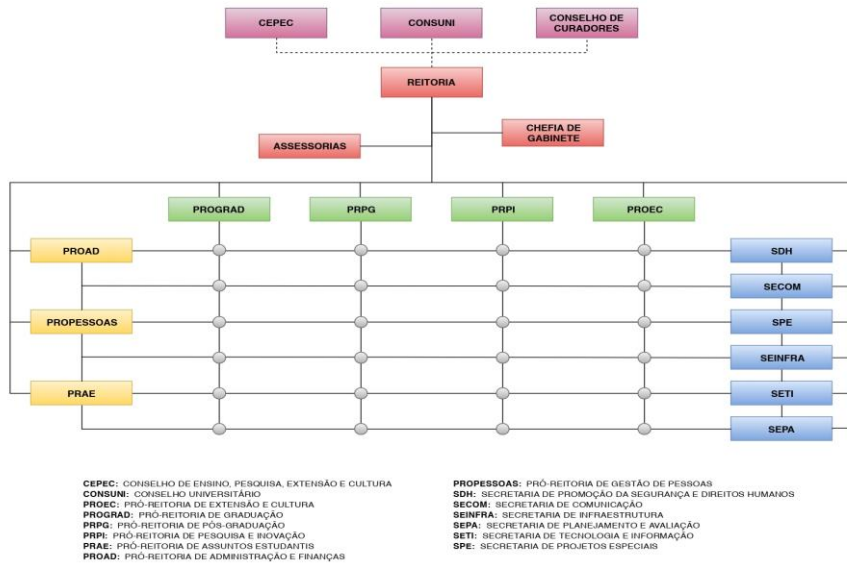 CEPEC
CONSUNI
CONSELHO DE
CURADORES
REITORIA
ASSESSORIAS
CHEFIA DE
GABINETE
PROGRAD
PRPG
PRPI
PROEC
PROAD
SDH
SECOM
PROPESSOAS
SPE
SEINFRA
PRAE
SETI
SEPA
CEPEC: CONSELHO DE ENSINO, PESQUISA, EXTENSÃO E CULTURA
CONSUNI: CONSELHO UNIVERSITÁRIO
PROEC: PRÓ-REITORIA DE EXTENSÃO E CULTURA
PROGRAD: PRÓ-REITORIA DE GRADUAÇÃO
PRPG: PRÓ-REITORIA DE PÓS-GRADUAÇÃO
PRPI: PRÓ-REITORIA DE PESQUISA E INOVAÇÃO
PRAE: PRÓ-REITORIA DE ASSUNTOS ESTUDANTIS
PROAD: PRÓ-REITORIA DE ADMINISTRAÇÃO E FINANÇAS
PROPESSOAS: PRÓ-REITORIA DE GESTÃO DE PESSOAS
SDH: SECRETARIA DE PROMOÇÃO DA SEGURANÇA E DIREITOS HUMANOS
SECOM: SECRETARIA DE COMUNICAÇÃO
SEINFRA: SECRETARIA DE INFRAESTRUTURA
SEPA: SECRETARIA DE PLANEJAMENTO E AVALIAÇÃO
SETI: SECRETARIA DE TECNOLOGIA E INFORMAÇÃO
SPE: SECRETARIA DE PROJETOS ESPECIAIS